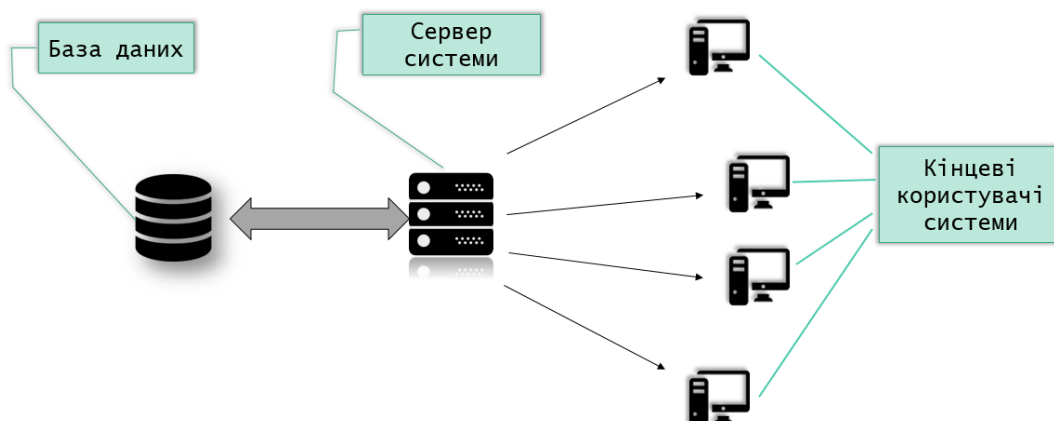 База даних
Сервер
системи
Кінцеві
користувачі
системи